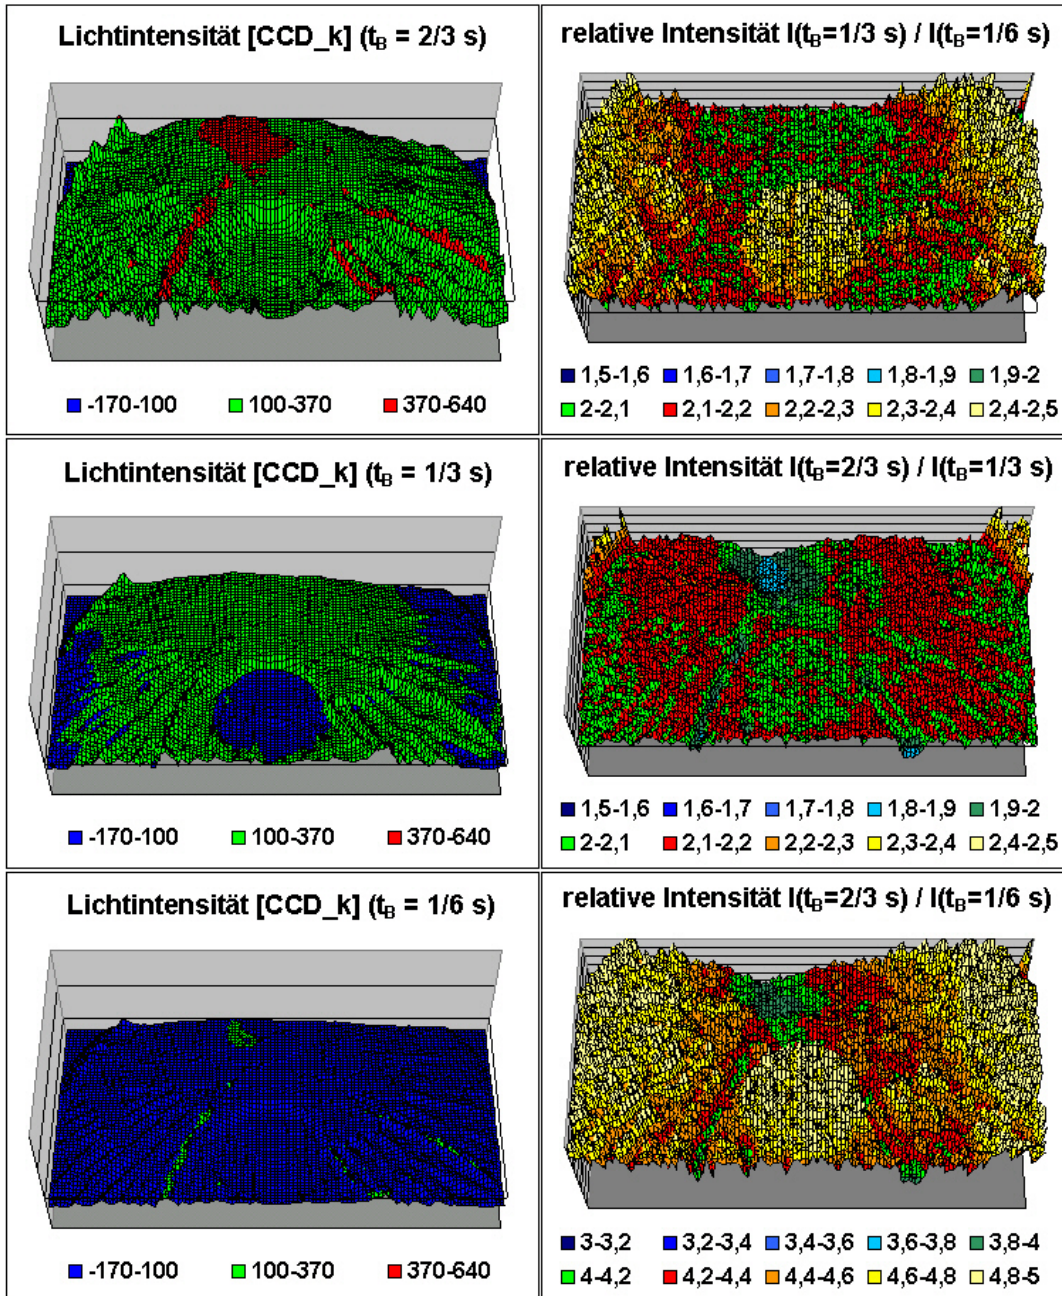 Lichtintensität [CCD_k] (tB = 2/3 s)
-170-100 100-370 370-640
relative Intensität I(tB=1/3 s) / I(tB=1/6 s)
1,5-1,6 1,6-1,7 1,7-1,8 1,8-1,9 1,9-2
2-2,1 2,1-2,2 2,2-2,3 2,3-2,4 2,4-2,5
Lichtintensität [CCD_k] (tB = 1/3 s)
-170-100 100-370 370-640
relative Intensität I(tB=2/3 s) / I(tB=1/3 s)
1,5-1,6 1,6-1,7 1,7-1,8 1,8-1,9 1,9-2
2-2,1 2,1-2,2 2,2-2,3 2,3-2,4 2,4-2,5
Lichtintensität [CCD_k] (tB = 1/6 s)
-170-100 100-370 370-640
relative Intensität I(tB=2/3 s) / I(tB=1/6 s)
3-3,2 3,2-3,4 3,4-3,6 3,6-3,8 3,8-4
4-4,2 4,2-4,4 4,4-4,6 4,6-4,8 4,8-5